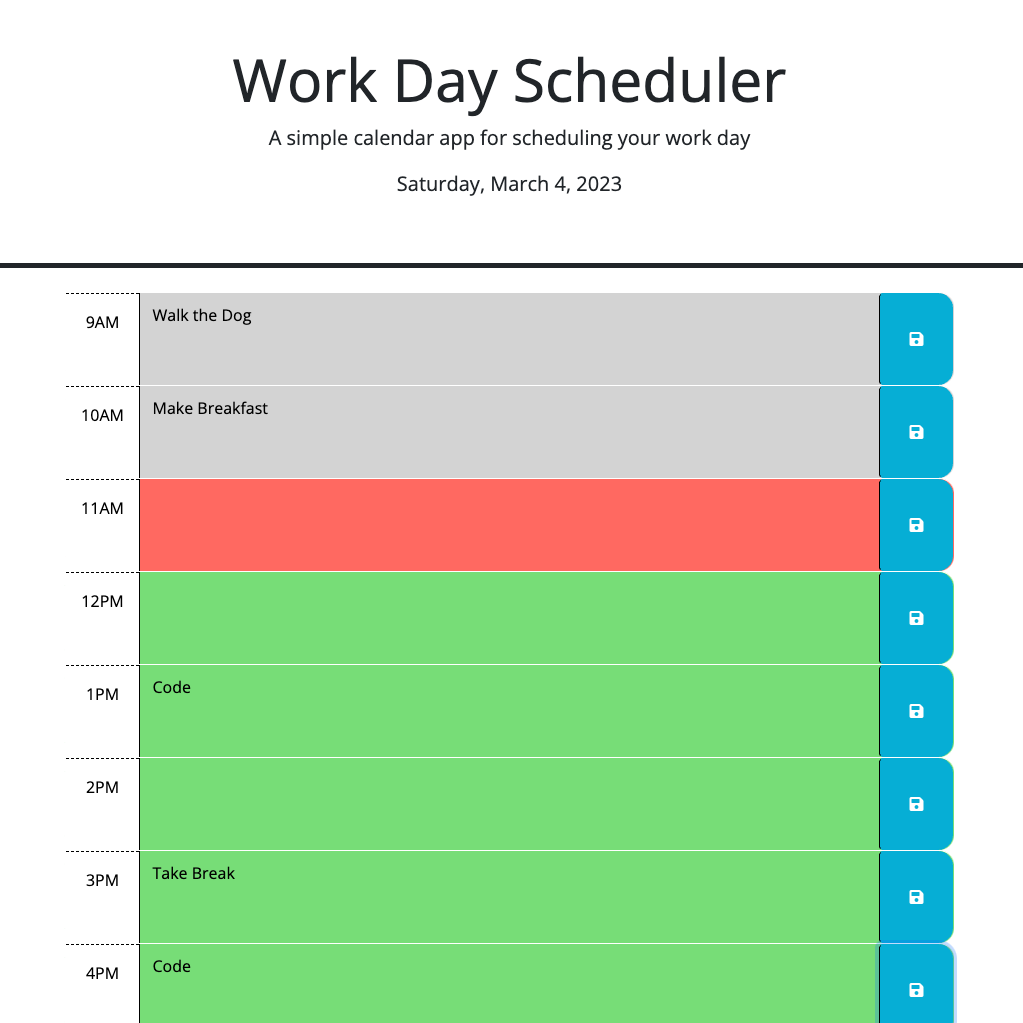 Work Day Scheduler
A simple calendar app for scheduling your work day
Saturday, March 4, 2023
9AM Walk the Dog
10AM Make Breakfast
11AM
12PM
1PM Code
2PM
3PM Take Break
4PM Code